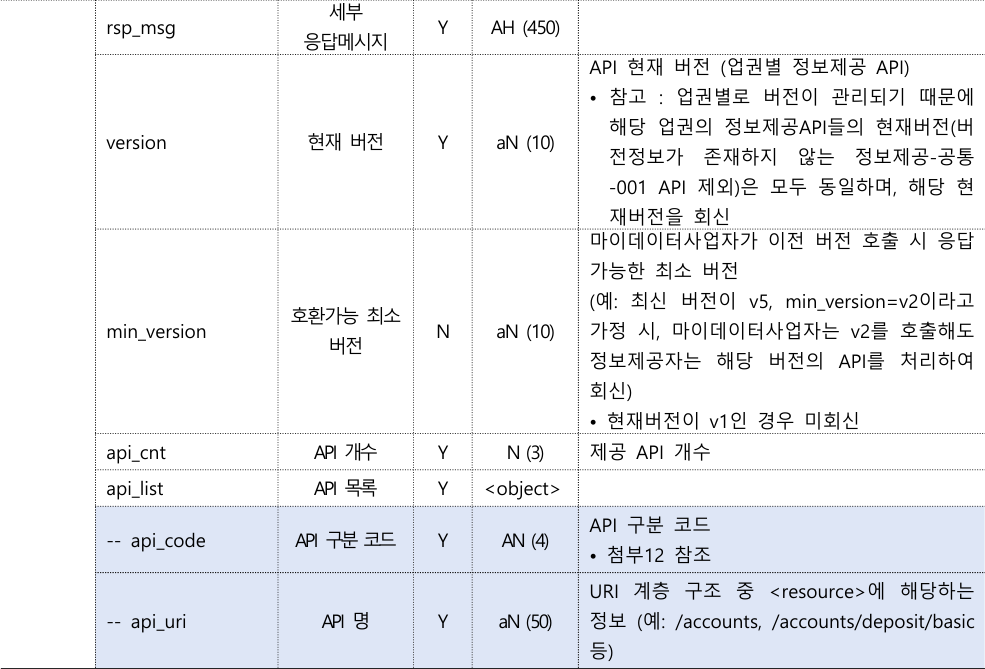 rsp_msg
세부
응답메시지
Y
AH (450)
version
현재 버전
Y
aN (10)
API 현재 버전 (업권별 정보제공 API)
• 참고 : 업권별로 버전이 관리되기 때문에
해당 업권의 정보제공API들의 현재버전(버
전정보가 존재하지 않는 정보제공-공통
-001 API 제외)은 모두 동일하며, 해당 현
재버전을 회신
min_version
호환가능 최소
버전
N
aN (10)
마이데이터사업자가 이전 버전 호출 시 응답
가능한 최소 버전
(예: 최신 버전이 v5, min_version=v2이라고
가정 시, 마이데이터사업자는 v2를 호출해도
정보제공자는 해당 버전의 API를 처리하여
회신)
• 현재버전이 v1인 경우 미회신
api_cnt
API 개수
Y
N (3)
제공 API 개수
api_list
API 목록
Y
<object>
-- api_code
API 구분 코드
Y
AN (4)
API 구분 코드
• 첨부12 참조
-- api_uri
API 명
Y
aN (50)
URI 계층 구조 중 <resource>에 해당하는
정보 (예: /accounts, /accounts/deposit/basic
등)